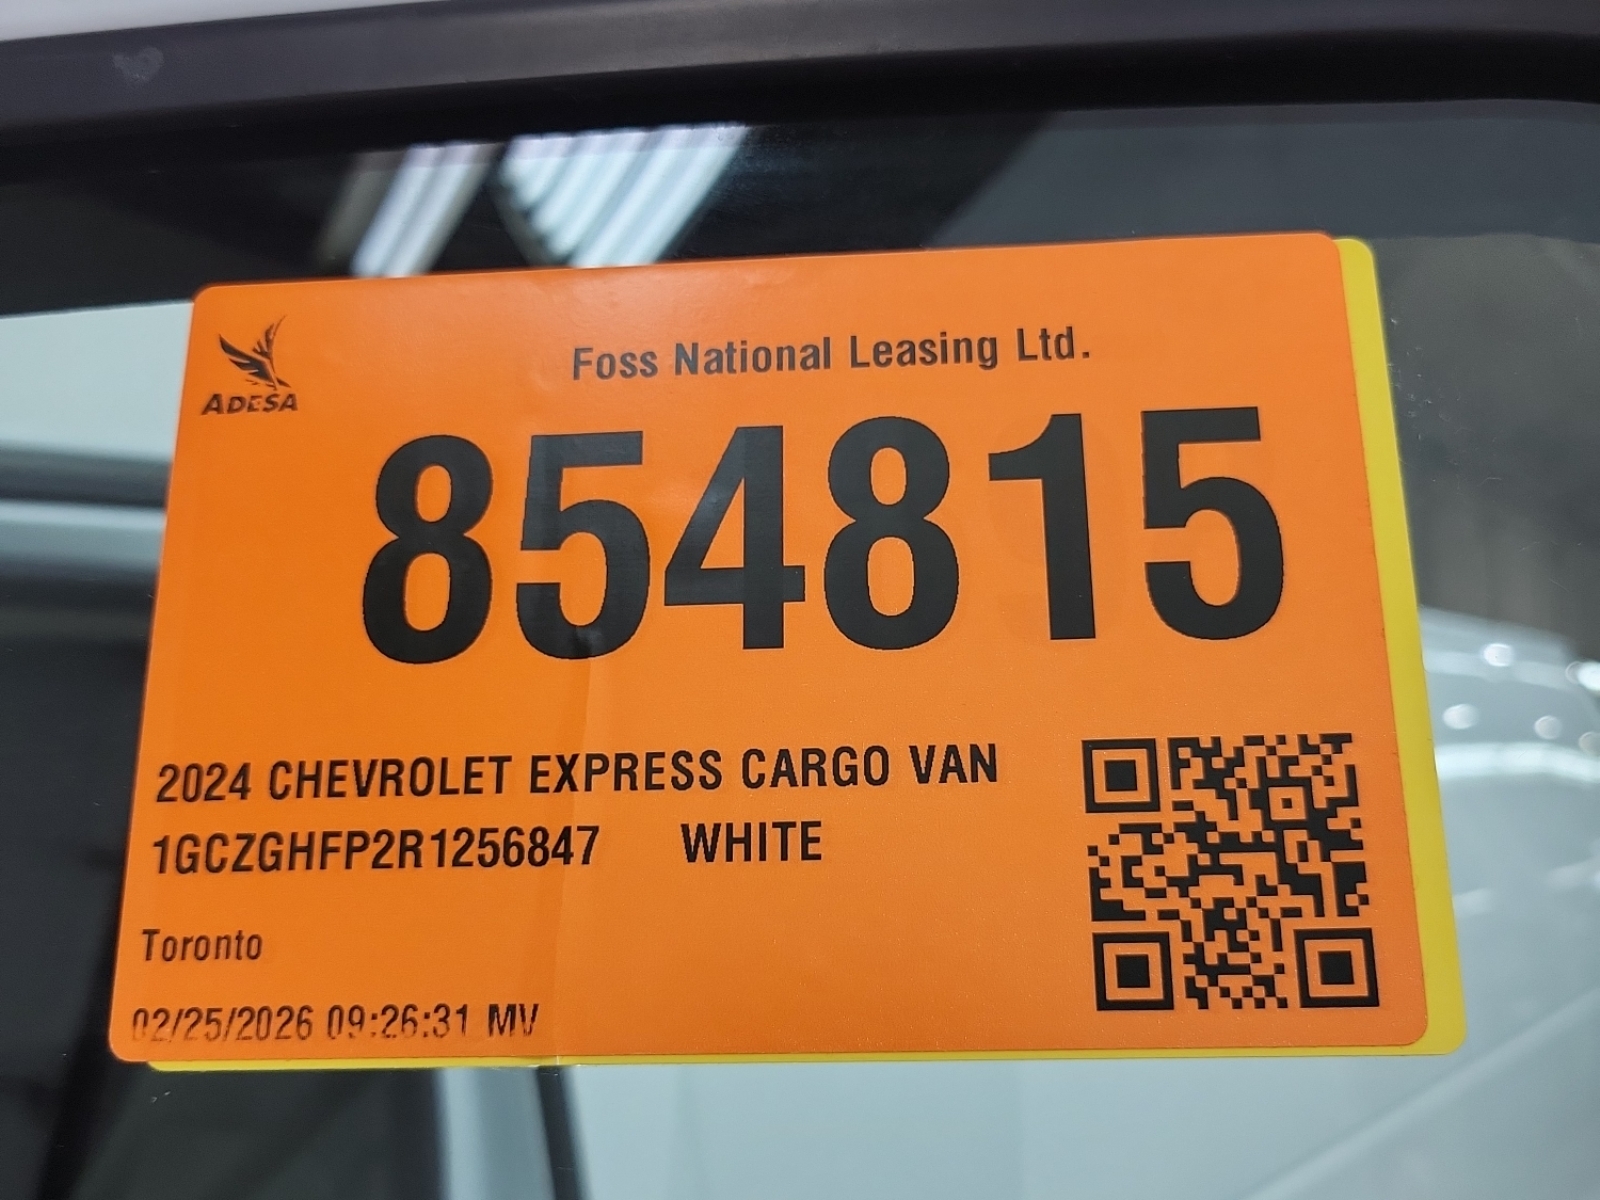 ADESA
Foss National Leasing Ltd.
854815
2024 CHEVROLET EXPRESS CARGO VAN
1GCZGHFP2R1256847 WHITE
Toronto
02/25/2026 09:26:31 MV